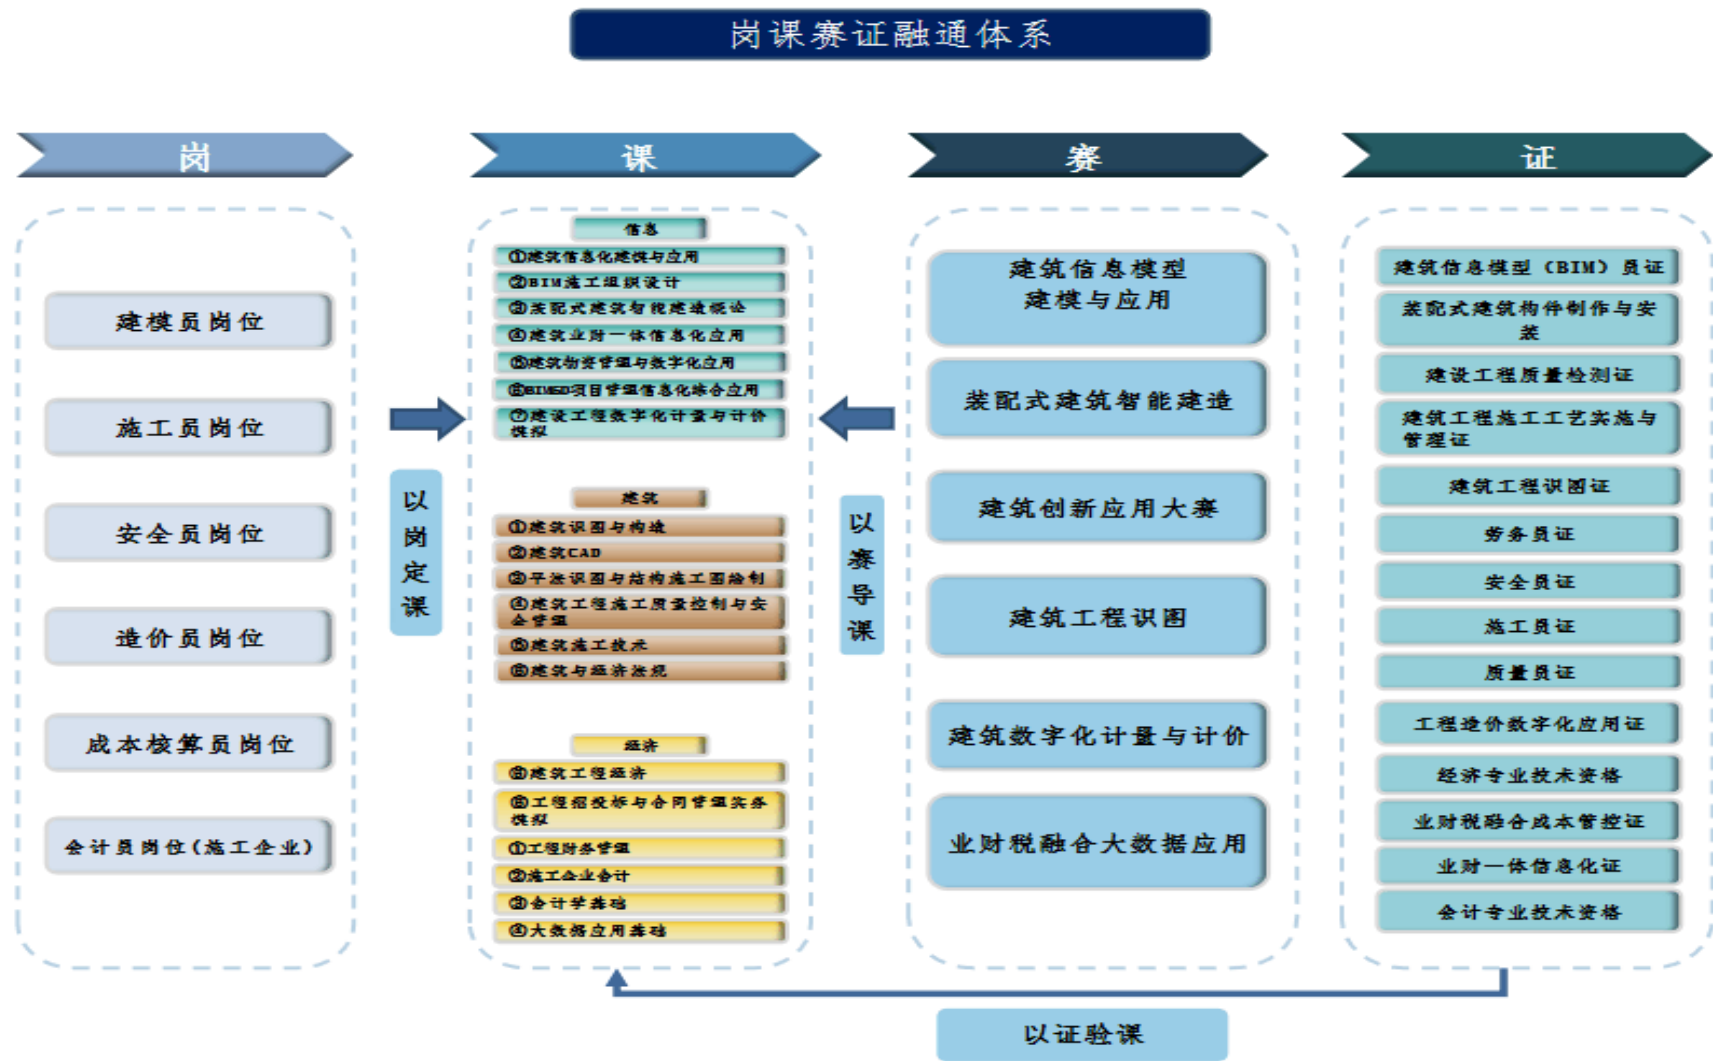 岗课赛证融通体系
岗
建模员岗位
施工员岗位
安全员岗位
造价员岗位
成本核算员岗位
会计员岗位(施工企业)
以
岗
定
课
课
信息
①建筑信息化建模与应用
②BIM施工组织设计
③装配式建筑智能建造概论
④建筑业财一体信息化应用
⑤建筑物资管理与数字化应用
⑥BIM5D项目管理信息化综合应用
⑦建设工程数字化计量与计价
模拟
建筑
①建筑识图与构造
②建筑CAD
③平法识图与结构施工图绘制
④建筑工程施工质量控制与安
全管理
⑤建筑施工技术
⑥建筑与经济法规
经济
建筑工程经济
工程招投标与合同管理实务
模拟
①工程财务管理
②施工企业会计
③会计学基础
④大数据应用基础
以
赛
导
课
赛
建筑信息模型
建模与应用
装配式建筑智能建造
建筑创新应用大赛
建筑工程识图
建筑数字化计量与计价
业财税融合大数据应用
证
建筑信息模型（BIM）员证
装配式建筑构件制作与安
装
建设工程质量检测证
建筑工程施工工艺实施与
管理证
建筑工程识图证
劳务员证
安全员证
施工员证
质量员证
工程造价数字化应用证
经济专业技术资格
业财税融合成本管控证
业财一体信息化证
会计专业技术资格
以证验课